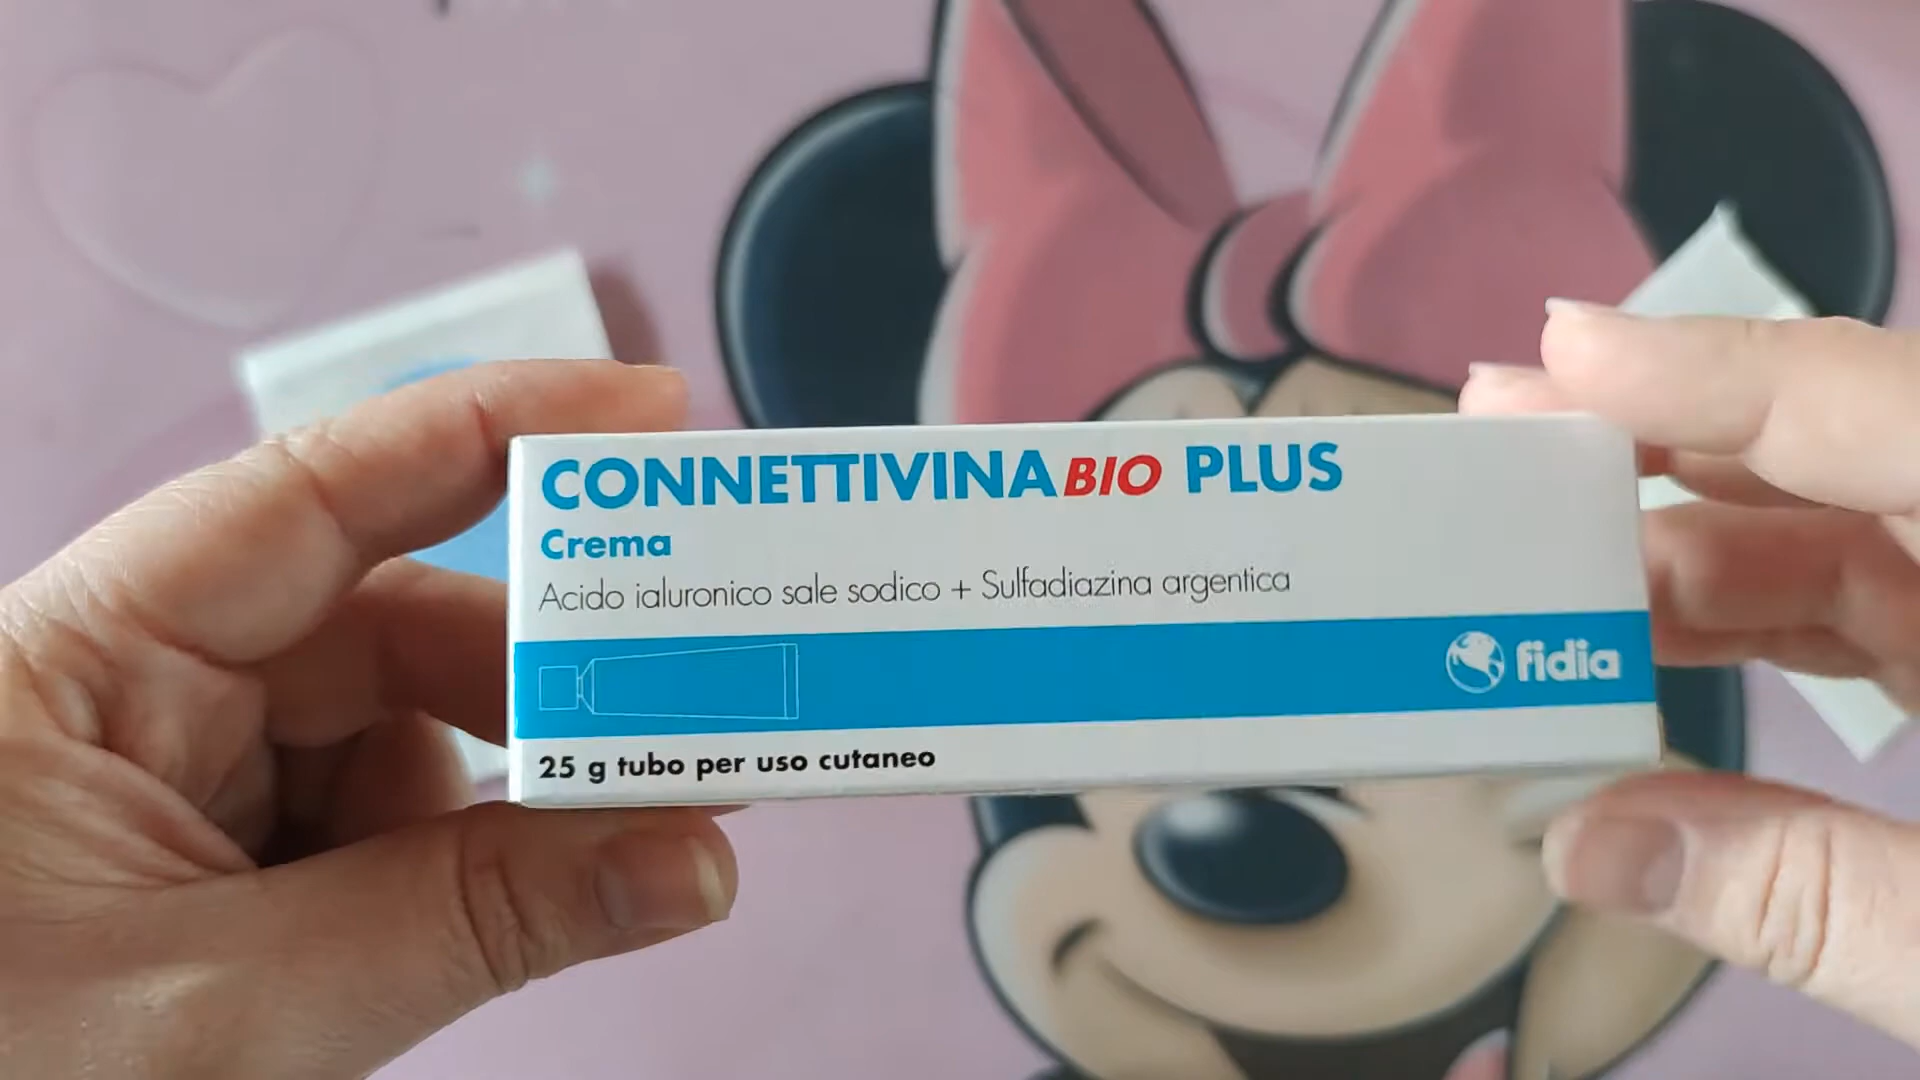 CONNETTIVINABIO PLUS
Crema
Acido ialuronico sale sodico + Sulfadiazina argentica
fidia
25 g tubo per uso cutaneo